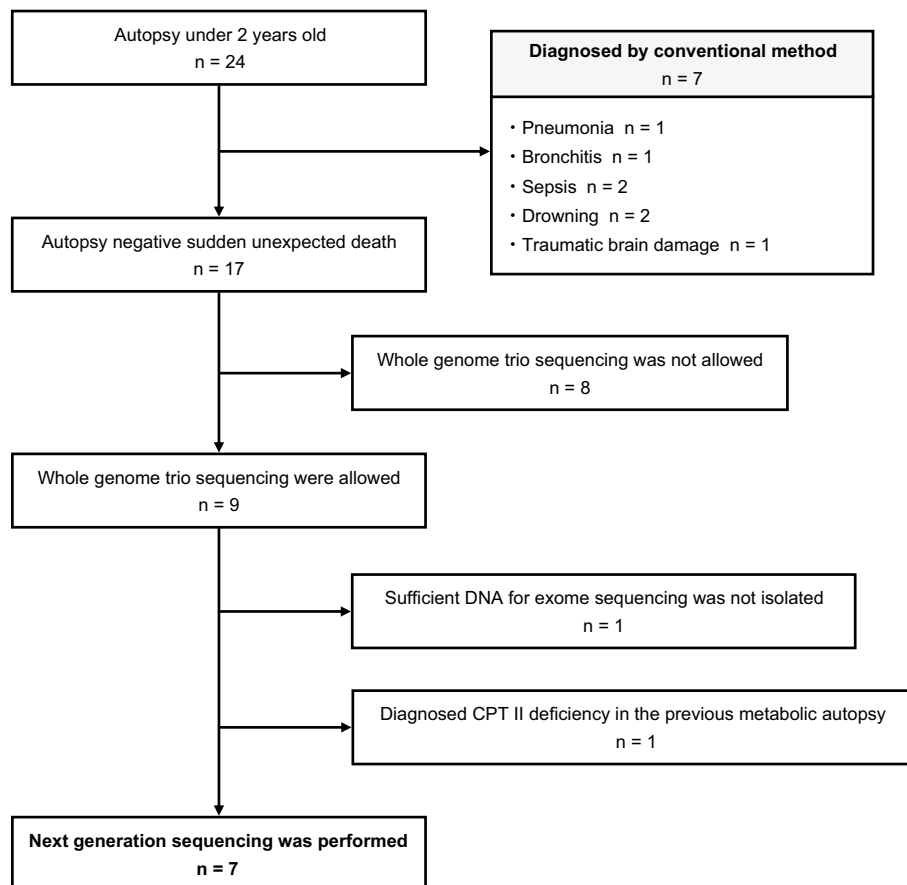 Autopsy under 2 years old
n = 24
Diagnosed by conventional method
n = 7
・Pneumonia  n = 1
・Bronchitis  n = 1
・Sepsis  n = 2
・Drowning  n = 2
・Traumatic brain damage  n = 1
Autopsy negative sudden unexpected death
n = 17
Whole genome trio sequencing was not allowed
n = 8
Whole genome trio sequencing were allowed
n = 9
Sufficient DNA for exome sequencing was not isolated
n = 1
Diagnosed CPT II deficiency in the previous metabolic autopsy
n = 1
Next generation sequencing was performed
n = 7